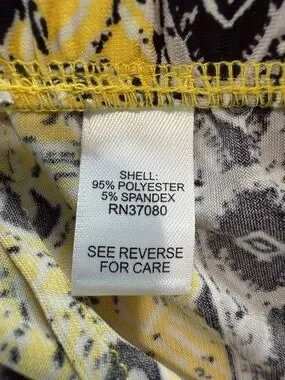 SHELL:
95% POLYESTER
5% SPANDEX
RN37080
SEE REVERSE
FOR CARE